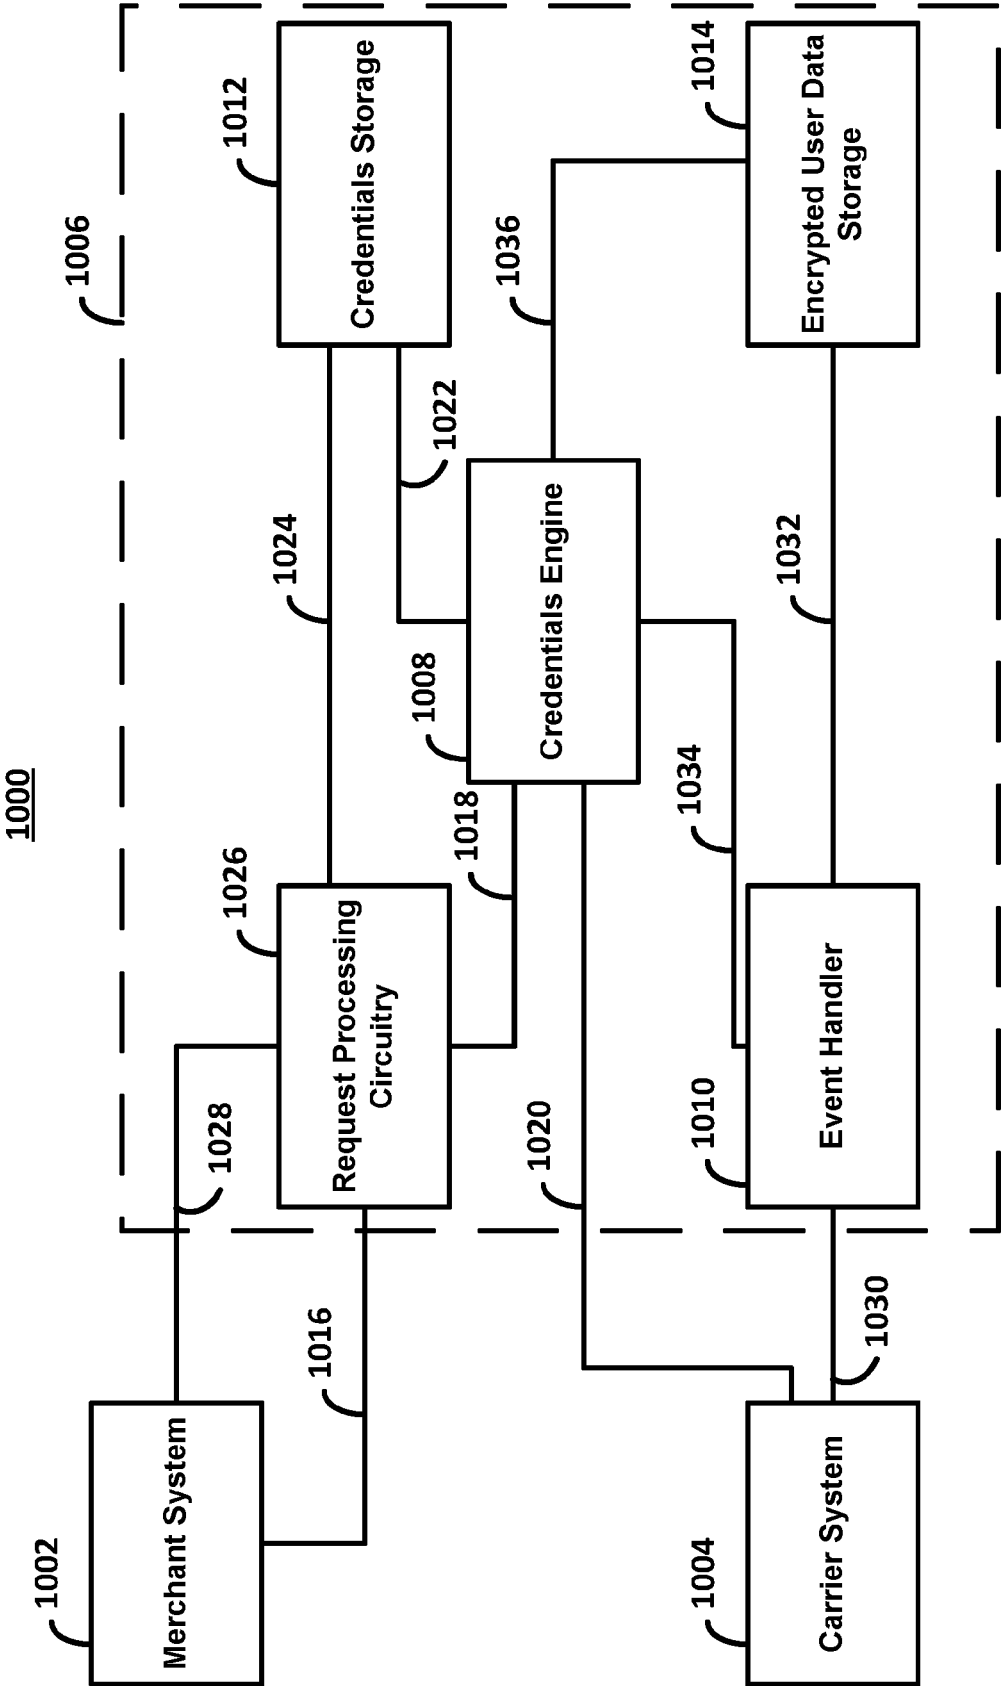 1000
1006
1002
Merchant System
1028
1016
1026
Request Processing
Circuitry
1024
1012
Credentials Storage
1022
1018
1008
Credentials Engine
1036
1020
1034
1004
Carrier System
1030
1010
Event Handler
1032
1014
Encrypted User Data
Storage